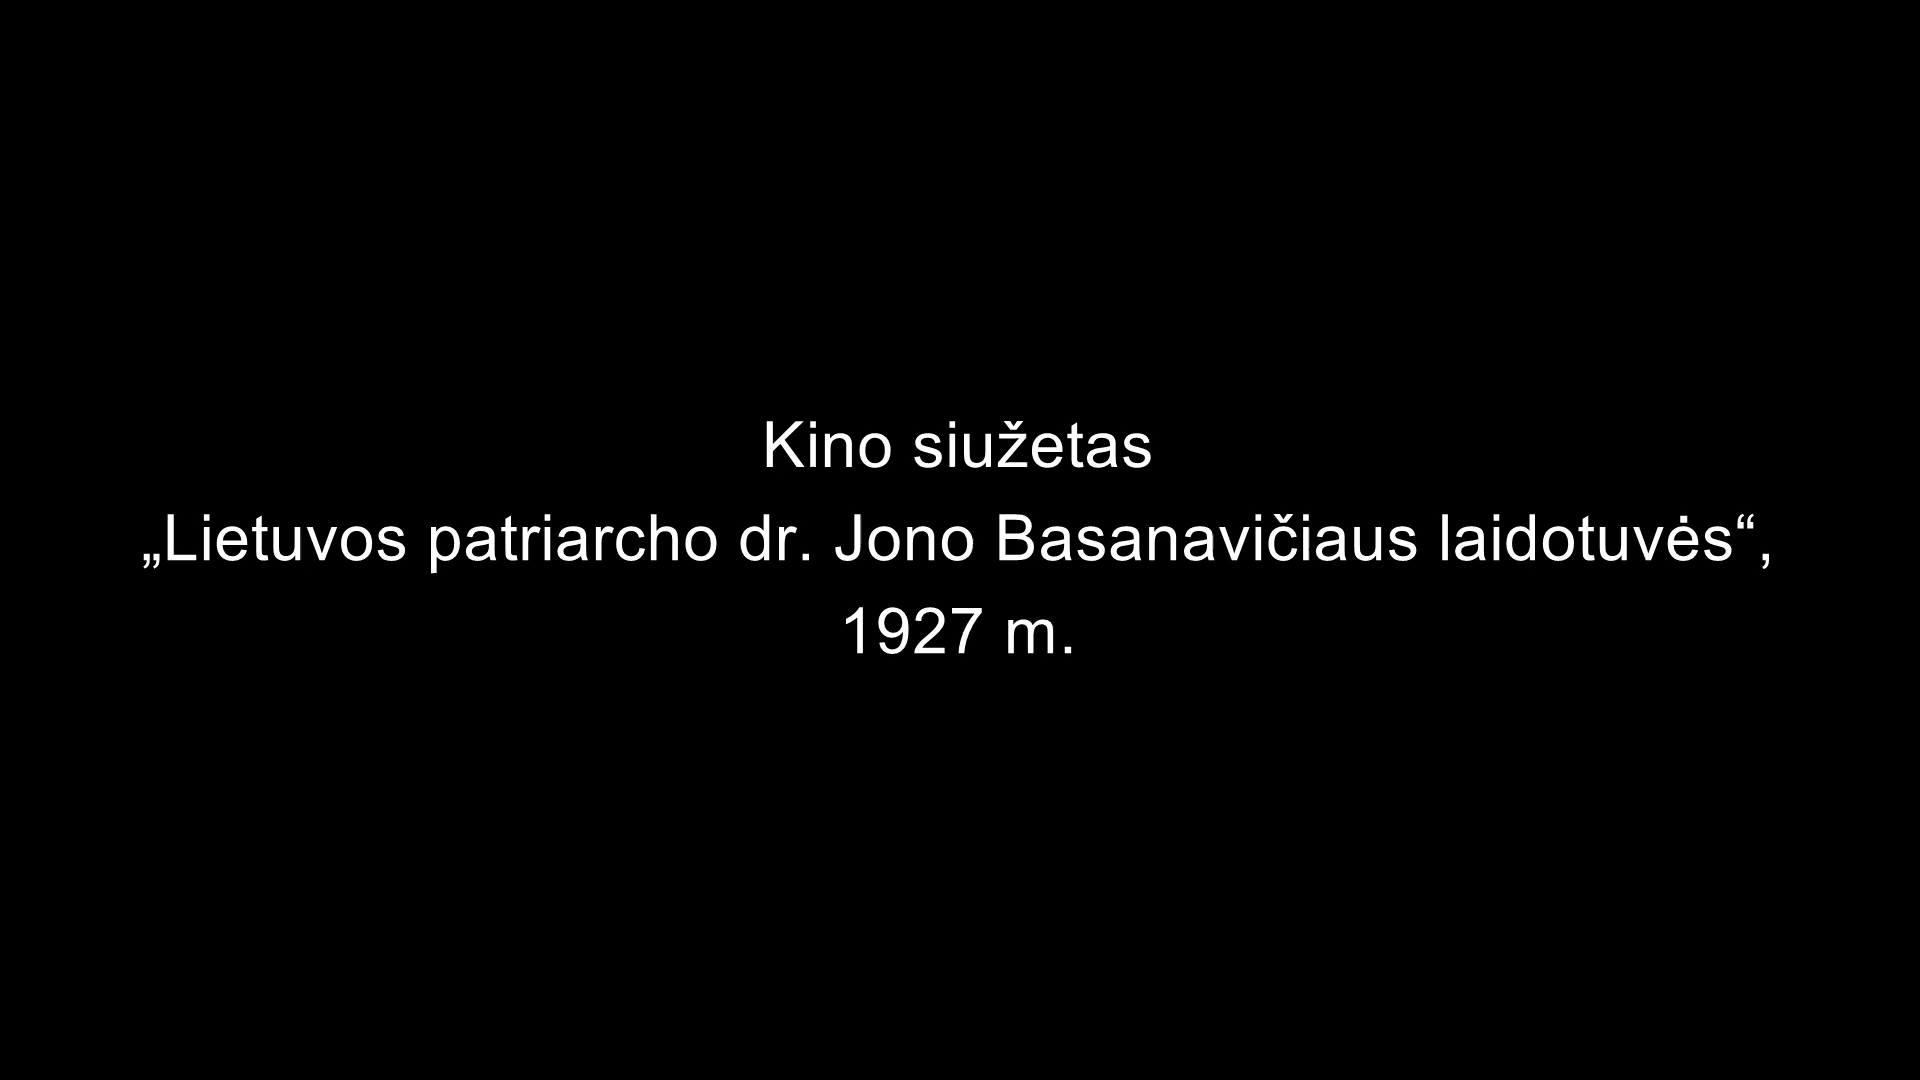 Kino siužetas
„Lietuvos patriarcho dr. Jono Basanavičiaus laidotuvės“,
1927 m.